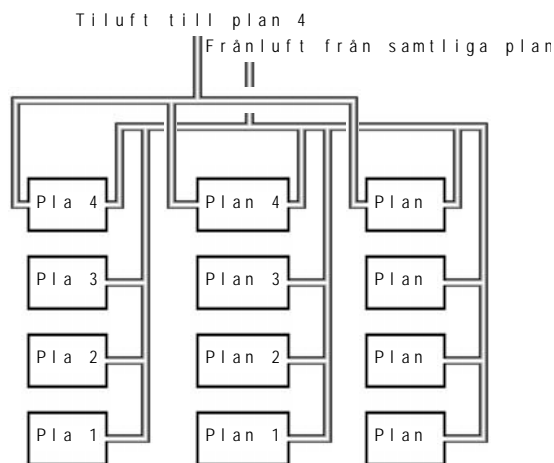 Tiluft till plan 4
Frånluft från samtliga plan
Pla 4 Plan 4 Plan
Pla 3 Plan 3 Plan
Pla 2 Plan 2 Plan
Pla 1 Plan 1 Plan